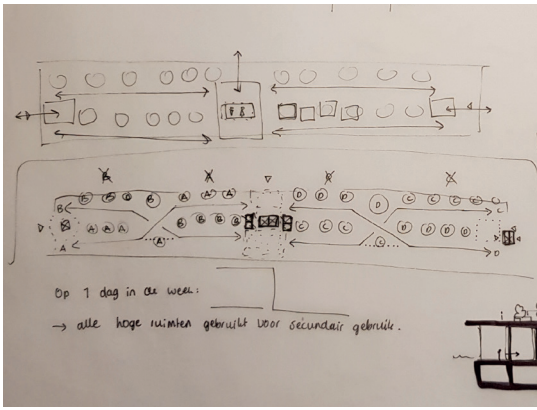 B B B B A A A D D D D C C C C C
B A B B B B C C C D D D D
A A A A A C D
Op 1 dag in de week:
→ alle hoge ruimten gebruikt voor secundair gebruik.